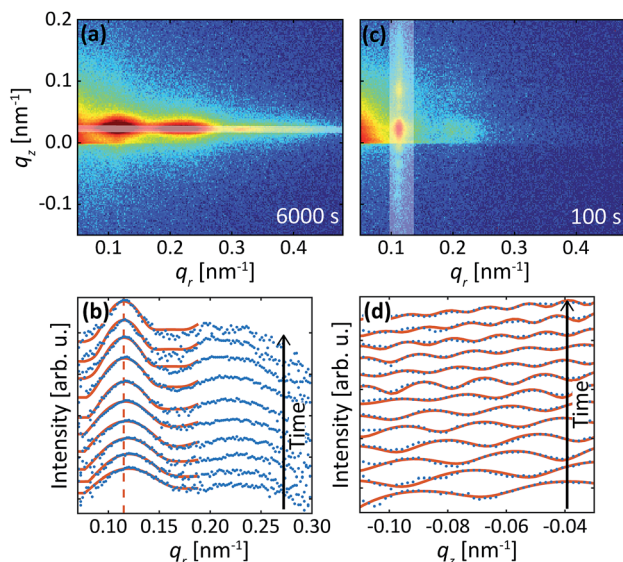 (a)
(c)
0.2
0.1
0.0
-0.1
q_z [nm⁻¹]
6000 s
100 s
0.1 0.2 0.3 0.4
0.1 0.2 0.3 0.4
q_r [nm⁻¹]
q_r [nm⁻¹]
(b)
(d)
Intensity [arb. u.]
Time
Intensity [arb. u.]
Time
0.10 0.15 0.20 0.25 0.30
-0.10 -0.08 -0.06 -0.04
q_r [nm⁻¹]
q_z [nm⁻¹]